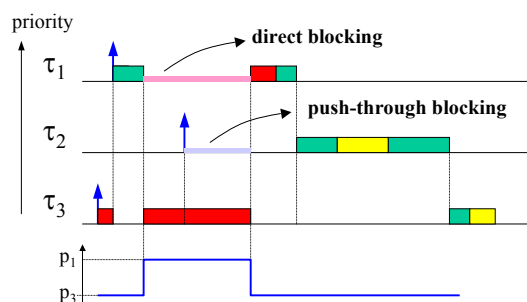 priority
direct blocking
τ1
push-through blocking
τ2
τ3
p1
p3